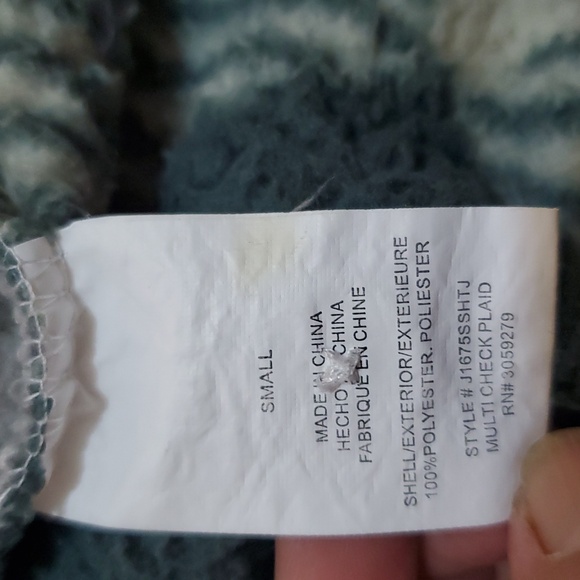 SMALL
MADE IN CHINA
HECHO CHINA
FABRIQUE EN CHINE
SHELL/EXTERIOR/EXTERIEURE
100%POLYESTER. POLIESTER
STYLE# J1675SSHTJ
MULTI CHECK PLAID
RN# 3059279